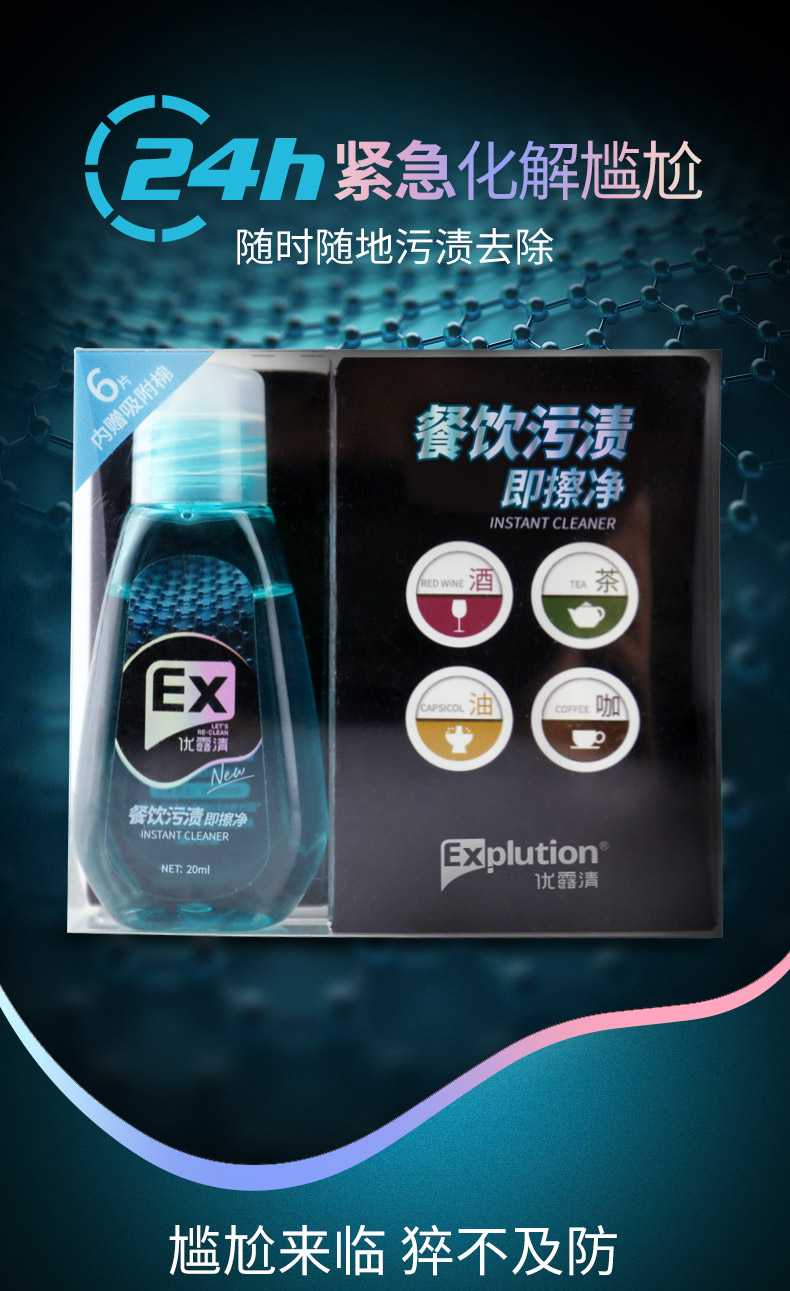 24h紧急化解尴尬
随时随地污渍去除
6片
内赠吸附棉
餐饮污渍
即擦净
INSTANT CLEANER
RED WINE 酒
TEA 茶
CAPSICOL 油
COFFEE 咖
Ex
LET'S
RE-CLEAN
优露清
New
餐饮污渍即擦净
INSTANT CLEANER
NET: 20ml
Explution®
优露清
尴尬来临 猝不及防